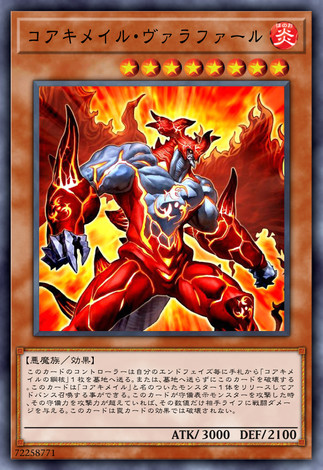 コアキメイル・ヴァラファール
炎
【悪魔族／効果】
このカードのコントローラーは自分のエンドフェイズ毎に手札から「コアキメイ
ルの鋼核」１枚を墓地へ送る。または、墓地へ送らずにこのカードを破壊する
。このカードは「コアキメイル」と名のついたモンスター１体をリリースしてア
ドバンス召喚する事ができる。このカードが守備表示モンスターを攻撃した時
、その守備力を攻撃力が超えていれば、その数値だけ相手ライフに戦闘ダメー
ジを与える。このカードは罠カードの効果では破壊されない。
ATK/ 3000 DEF/ 2100
72258771